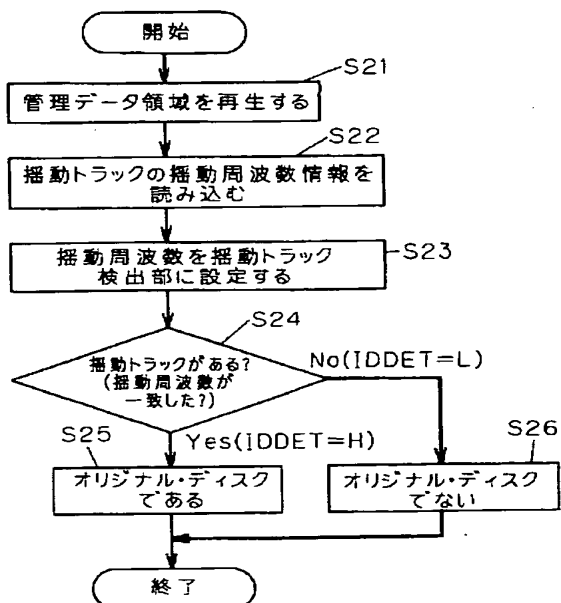 開始
S21
管理データ領域を再生する
S22
揺動トラックの揺動周波数情報を
読み込む
S23
揺動周波数を揺動トラック
検出部に設定する
S24
揺動トラックがある?
(揺動周波数が
一致した?)
No(IDDET=L)
Yes(IDDET=H)
S25
オリジナル・ディスク
である
S26
オリジナル・ディスク
でない
終了